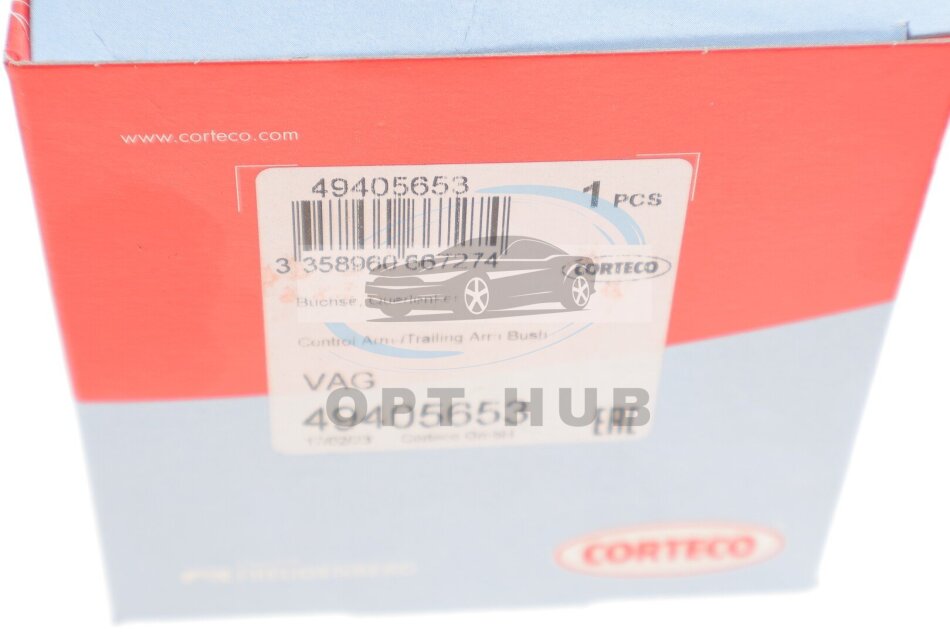 www.corteco.com
49405653
1 PCS
3 358960 667274
CORTECO
Buchse, Querlenker
Control Arm-/Trailing Arm Bush
VAG
OPT HUB
49405653
EAC
Corteco GmbH
CORTECO